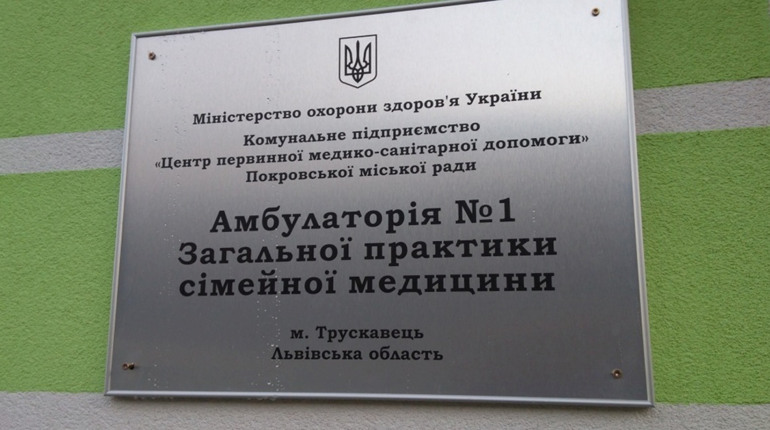 Міністерство охорони здоров'я України
Комунальне підприємство
«Центр первинної медико-санітарної допомоги»
Покровської міської ради
Амбулаторія №1
Загальної практики
сімейної медицини
м. Трускавець
Львівська область